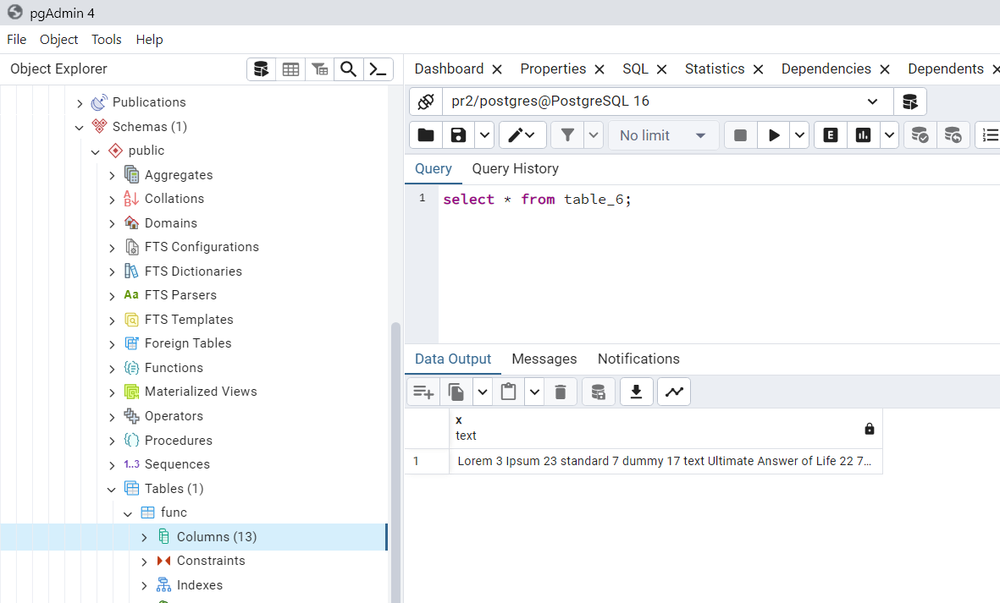 pgAdmin 4
File Object Tools Help
Object Explorer
Publications
Schemas (1)
public
Aggregates
Collations
Domains
FTS Configurations
FTS Dictionaries
Aa FTS Parsers
FTS Templates
Foreign Tables
Functions
Materialized Views
Operators
Procedures
1..3 Sequences
Tables (1)
func
Columns (13)
Constraints
Indexes
Dashboard Properties SQL Statistics Dependencies Dependents
pr2/postgres@PostgreSQL 16
No limit E
Query Query History
1 select * from table_6;
Data Output Messages Notifications
x
text
1 Lorem 3 Ipsum 23 standard 7 dummy 17 text Ultimate Answer of Life 22 7...